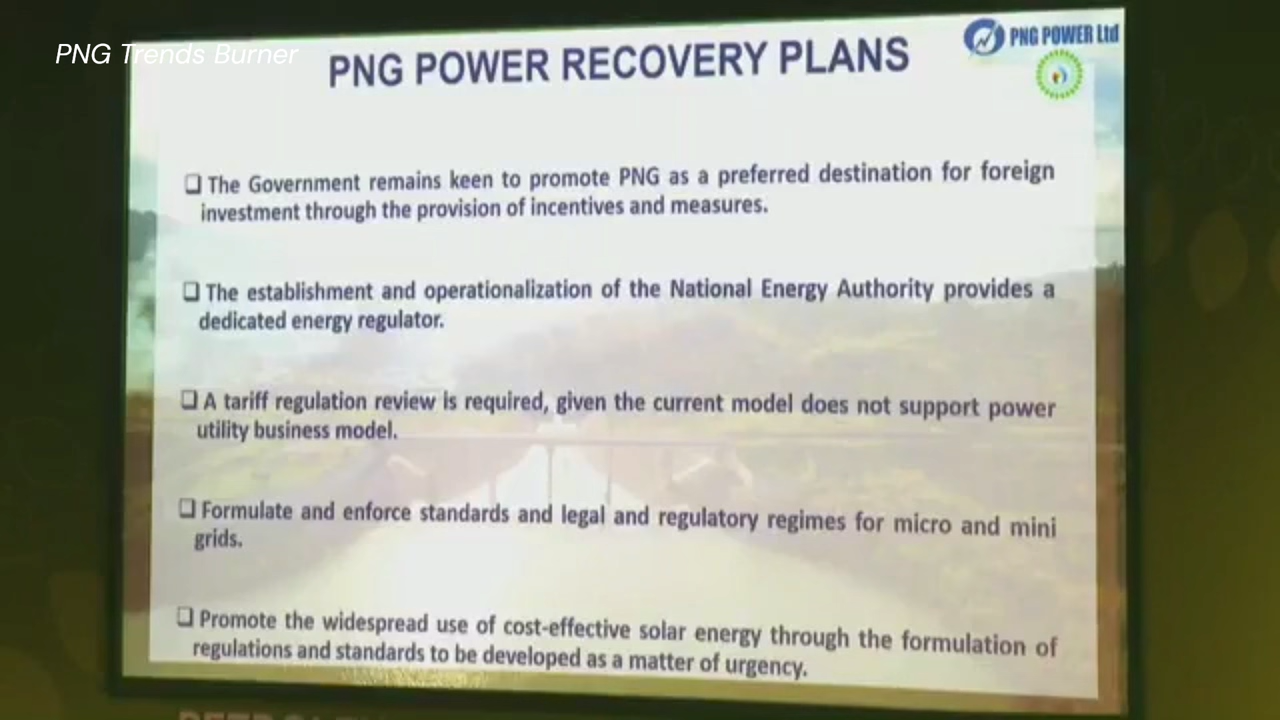 PNG Trends Burner
PNG POWER Ltd
PNG POWER RECOVERY PLANS
❑ The Government remains keen to promote PNG as a preferred destination for foreign
investment through the provision of incentives and measures.
❑ The establishment and operationalization of the National Energy Authority provides a
dedicated energy regulator.
❑ A tariff regulation review is required, given the current model does not support power
utility business model.
❑ Formulate and enforce standards and legal and regulatory regimes for micro and mini
grids.
❑ Promote the widespread use of cost-effective solar energy through the formulation of
regulations and standards to be developed as a matter of urgency.